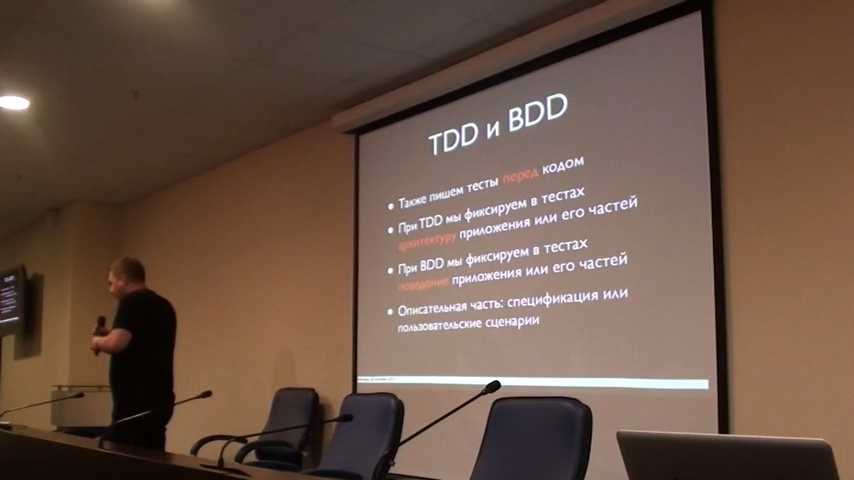 TDD и BDD
• Также пишем тесты перед кодом
• При TDD мы фиксируем в тестах
архитектуру приложения или его частей
• При BDD мы фиксируем в тестах
поведение приложения или его частей
• Описательная часть: спецификация или
пользовательские сценарии